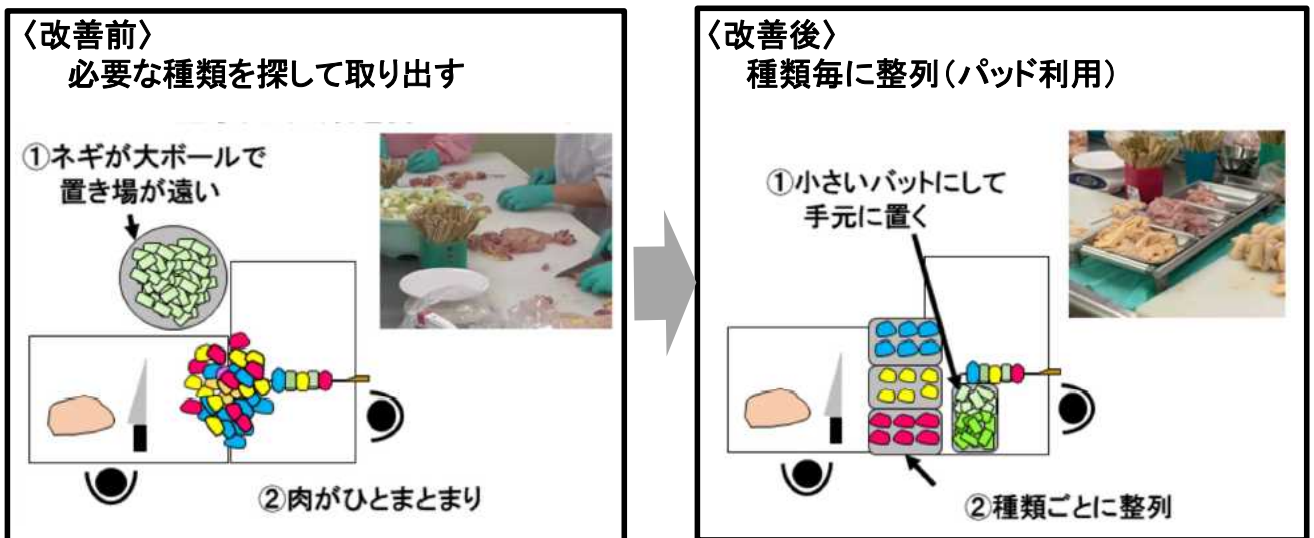 〈改善前〉
必要な種類を探して取り出す
①ネギが大ボールで
置き場が遠い
②肉がひとまとまり
〈改善後〉
種類毎に整列(パッド利用)
①小さいバットにして
手元に置く
②種類ごとに整列